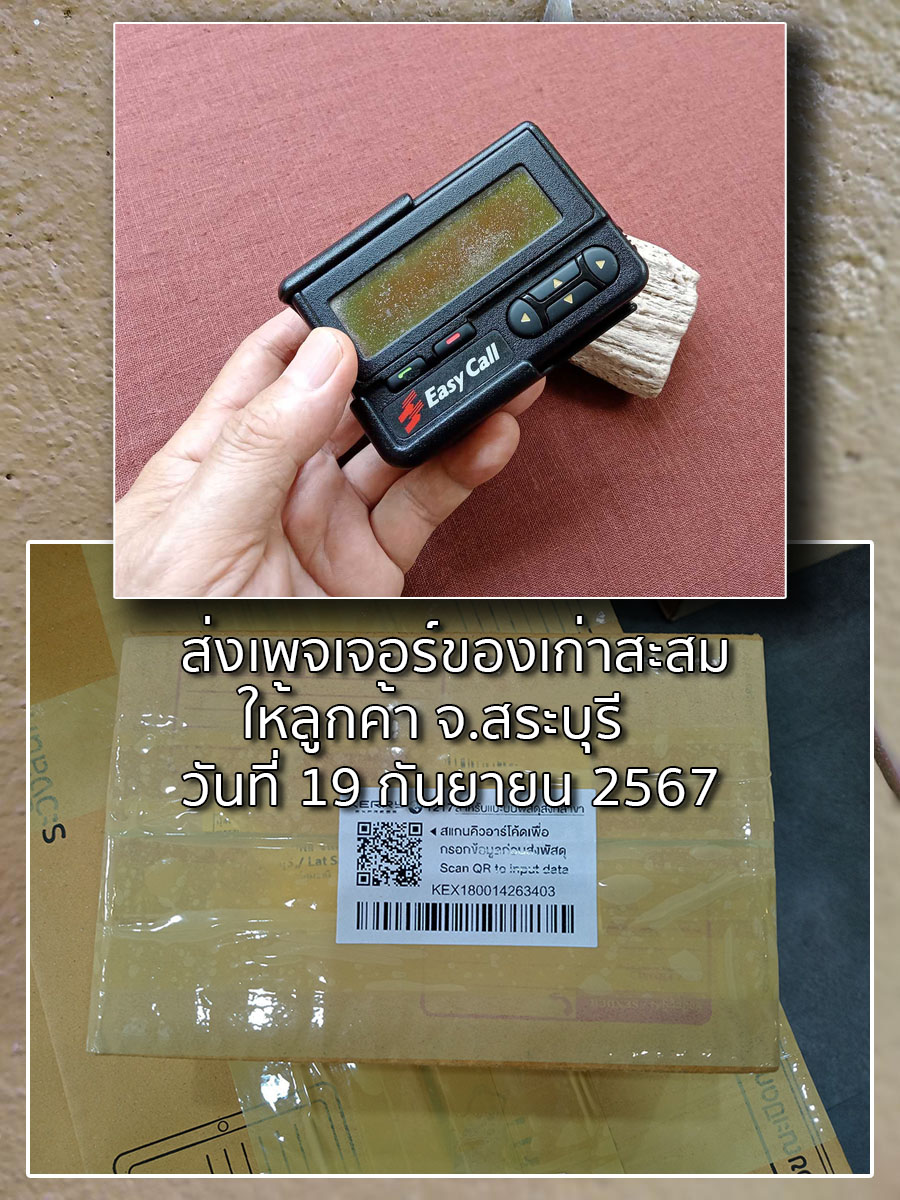 Easy Call
ส่งเพจเจอร์ของเก่าสะสม
ให้ลูกค้า จ.สระบุรี
วันที่ 19 กันยายน 2567
สแกนคิวอาร์โค้ดเพื่อ
กรอกข้อมูลก่อนส่งพัสดุ
/ Lat S
Scan QR to input data
KEX180014263403